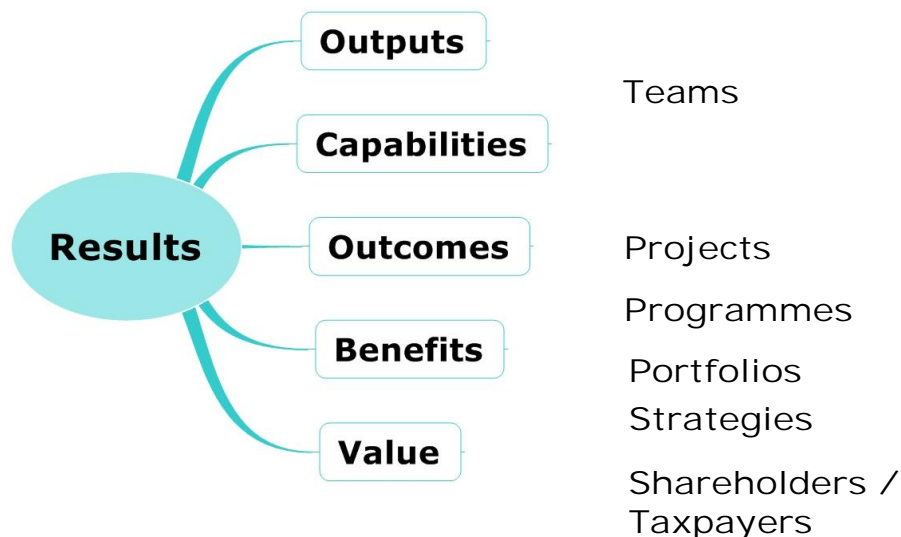 Outputs
Teams
Capabilities
Results
Outcomes
Projects
Programmes
Benefits
Portfolios
Strategies
Value
Shareholders /
Taxpayers